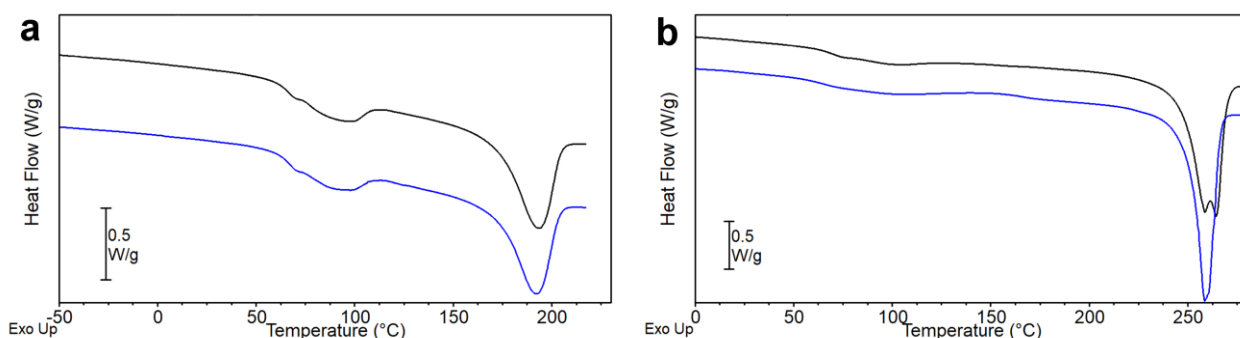 a
Heat Flow (W/g)
0.5
W/g
-50 0 50 100 150 200
Exo Up
Temperature (°C)
b
Heat Flow (W/g)
0.5
W/g
0 50 100 150 200 250
Exo Up
Temperature (°C)